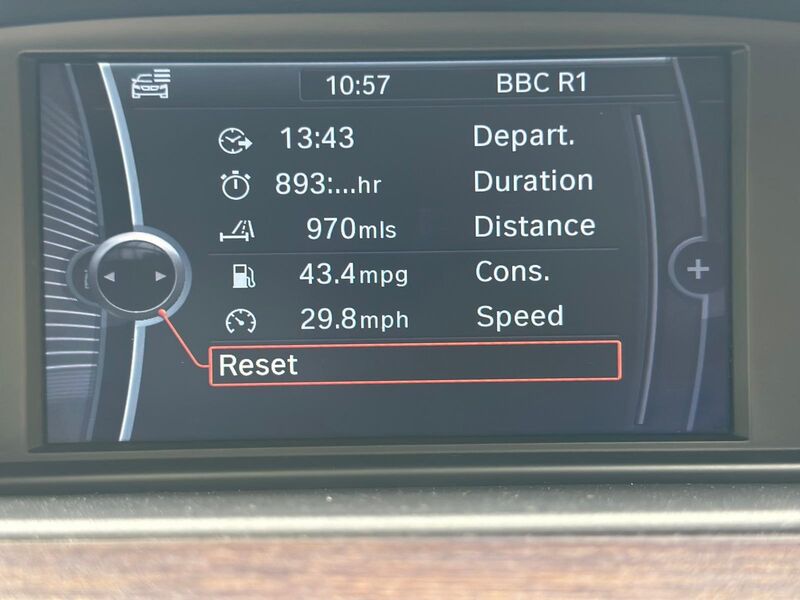 10:57 BBC R1
13:43 Depart.
893:...hr Duration
970mls Distance
43.4mpg Cons.
29.8mph Speed
Reset